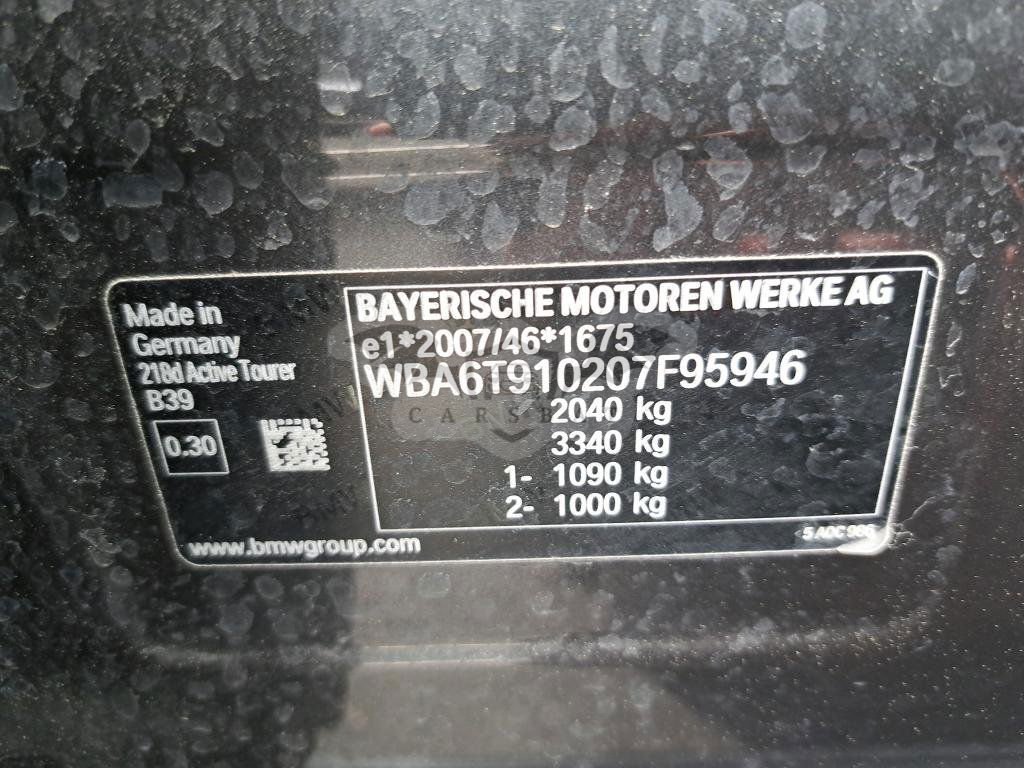 Made in
Germany
218d Active Tourer
B39
0.30
www.bmwgroup.com
BAYERISCHE MOTOREN WERKE AG
e1*2007/46*1675
WBA6T910207F95946
2040 kg
3340 kg
1- 1090 kg
2- 1000 kg